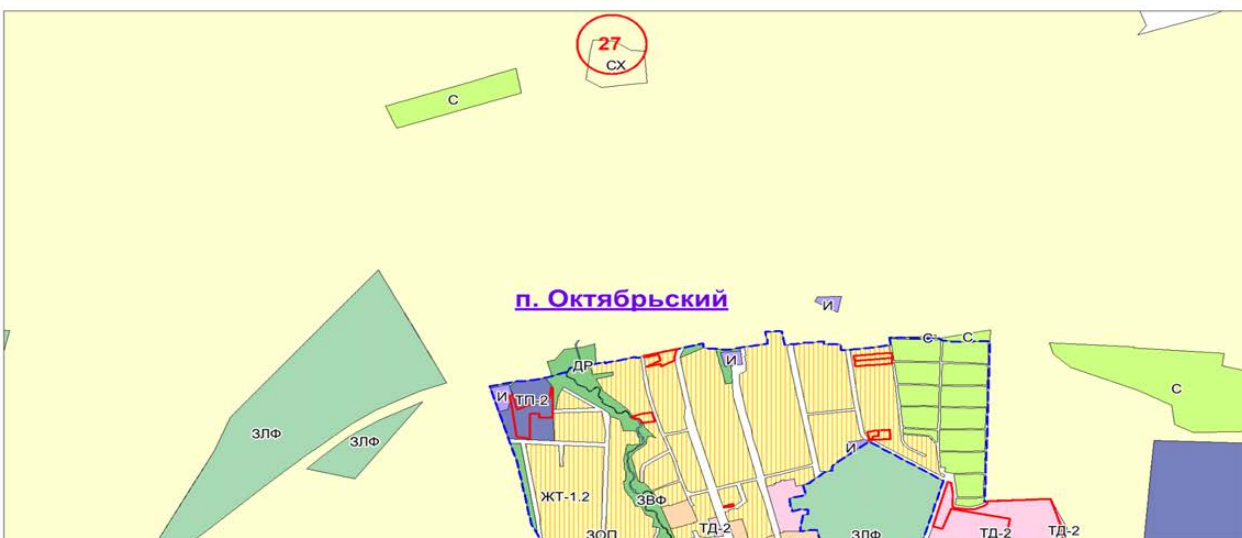 27
СХ
С
п. Октябрьский
И
С
С
ДР
И
С
И
ТП-2
ЗЛФ
ЗЛФ
И
ЖТ-1.2
ЗВФ
ЗОП
ТД-2
ЗЛФ
ТД-2
ТД-2